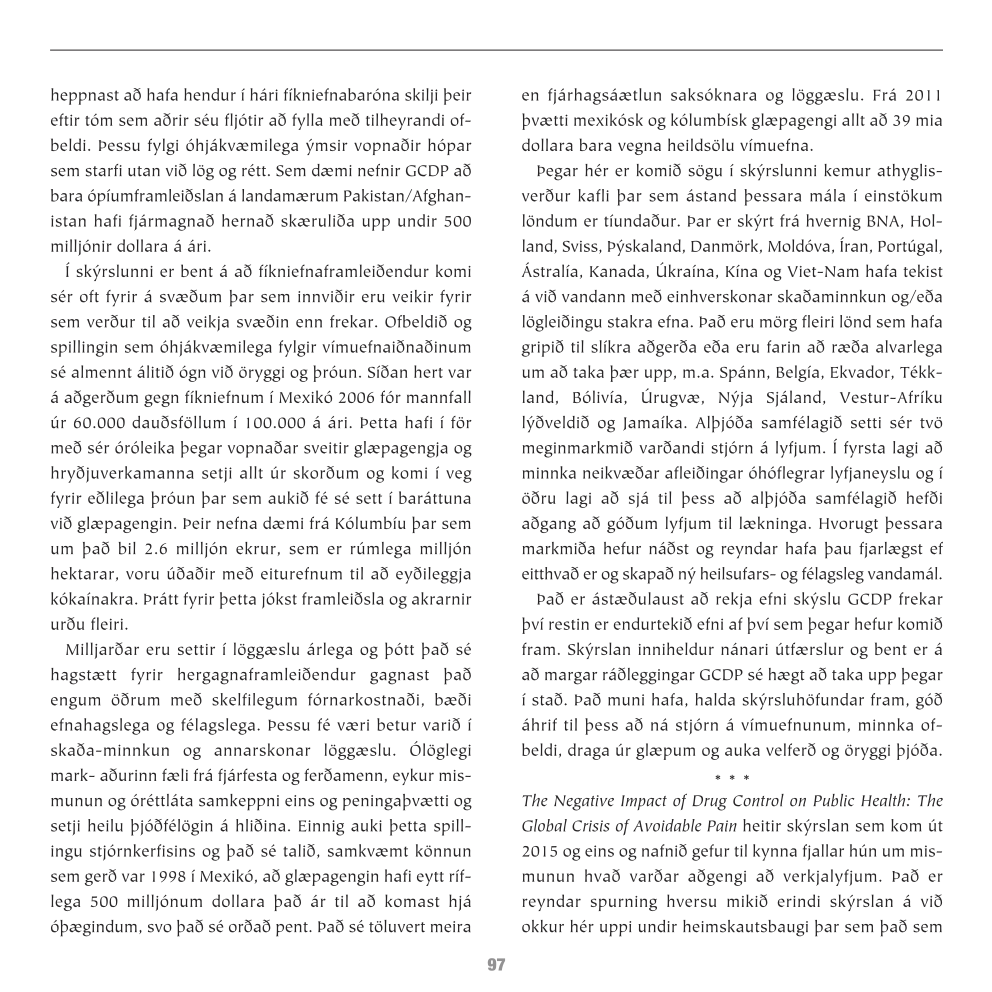 heppnast að hafa hendur í hári fíkniefnabaróna skilji þeir
eftir tóm sem aðrir séu fljótir að fylla með tilheyrandi of-
beldi. Þessu fylgi óhjákvæmilega ýmsir vopnaðir hópar
sem starfi utan við lög og rétt. Sem dæmi nefnir GCDP að
bara ópíumframleiðslan á landamærum Pakistan/Afghan-
istan hafi fjármagnað hernað skæruliða upp undir 500
milljónir dollara á ári.
Í skýrslunni er bent á að fíkniefnaframleiðendur komi
sér oft fyrir á svæðum þar sem innviðir eru veikir fyrir
sem verður til að veikja svæðin enn frekar. Ofbeldið og
spillingin sem óhjákvæmilega fylgir vímuefnaiðnaðinum
sé almennt álitið ógn við öryggi og þróun. Síðan hert var
á aðgerðum gegn fíkniefnum í Mexikó 2006 fór mannfall
úr 60.000 dauðsföllum í 100.000 á ári. Þetta hafi í för
með sér óróleika þegar vopnaðar sveitir glæpagengja og
hryðjuverkamanna setji allt úr skorðum og komi í veg
fyrir eðlilega þróun þar sem aukið fé sé sett í baráttuna
við glæpagengin. Þeir nefna dæmi frá Kólumbíu þar sem
um það bil 2.6 milljón ekrur, sem er rúmlega milljón
hektarar, voru úðaðir með eiturefnum til að eyðileggja
kókaínakra. Þrátt fyrir þetta jókst framleiðsla og akrarnir
urðu fleiri.
Milljarðar eru settir í löggæslu árlega og þótt það sé
hagstætt fyrir hergagnaframleiðendur gagnast það
engum öðrum með skelfilegum fórnarkostnaði, bæði
efnahagslega og félagslega. Þessu fé væri betur varið í
skaða-minnkun og annarskonar löggæslu. Ólöglegi
mark- aðurinn fæli frá fjárfesta og ferðamenn, eykur mis-
munun og óréttláta samkeppni eins og peningaþvætti og
setji heilu þjóðfélögin á hliðina. Einnig auki þetta spill-
ingu stjórnkerfisins og það sé talið, samkvæmt könnun
sem gerð var 1998 í Mexikó, að glæpagengin hafi eytt ríf-
lega 500 milljónum dollara það ár til að komast hjá
óþægindum, svo það sé orðað pent. Það sé töluvert meira
en fjárhagsáætlun saksóknara og löggæslu. Frá 2011
þvætti mexikósk og kólumbísk glæpagengi allt að 39 mia
dollara bara vegna heildsölu vímuefna.
Þegar hér er komið sögu í skýrslunni kemur athyglis-
verður kafli þar sem ástand þessara mála í einstökum
löndum er tíundaður. Þar er skýrt frá hvernig BNA, Hol-
land, Sviss, Þýskaland, Danmörk, Moldóva, Íran, Portúgal,
Ástralía, Kanada, Úkraína, Kína og Viet-Nam hafa tekist
á við vandann með einhverskonar skaðaminnkun og/eða
lögleiðingu stakra efna. Það eru mörg fleiri lönd sem hafa
gripið til slíkra aðgerða eða eru farin að ræða alvarlega
um að taka þær upp, m.a. Spánn, Belgía, Ekvador, Tékk-
land, Bólivía, Úrugvæ, Nýja Sjáland, Vestur-Afríku
lýðveldið og Jamaíka. Alþjóða samfélagið setti sér tvö
meginmarkmið varðandi stjórn á lyfjum. Í fyrsta lagi að
minnka neikvæðar afleiðingar óhóflegrar lyfjaneyslu og í
öðru lagi að sjá til þess að alþjóða samfélagið hefði
aðgang að góðum lyfjum til lækninga. Hvorugt þessara
markmiða hefur náðst og reyndar hafa þau fjarlægst ef
eitthvað er og skapað ný heilsufars- og félagsleg vandamál.
Það er ástæðulaust að rekja efni skýslu GCDP frekar
því restin er endurtekið efni af því sem þegar hefur komið
fram. Skýrslan inniheldur nánari útfærslur og bent er á
að margar ráðleggingar GCDP sé hægt að taka upp þegar
í stað. Það muni hafa, halda skýrsluhöfundar fram, góð
áhrif til þess að ná stjórn á vímuefnunum, minnka of-
beldi, draga úr glæpum og auka velferð og öryggi þjóða.
* * *
The Negative Impact of Drug Control on Public Health: The
Global Crisis of Avoidable Pain heitir skýrslan sem kom út
2015 og eins og nafnið gefur til kynna fjallar hún um mis-
munun hvað varðar aðgengi að verkjalyfjum. Það er
reyndar spurning hversu mikið erindi skýrslan á við
okkur hér uppi undir heimskautsbaugi þar sem það sem
97